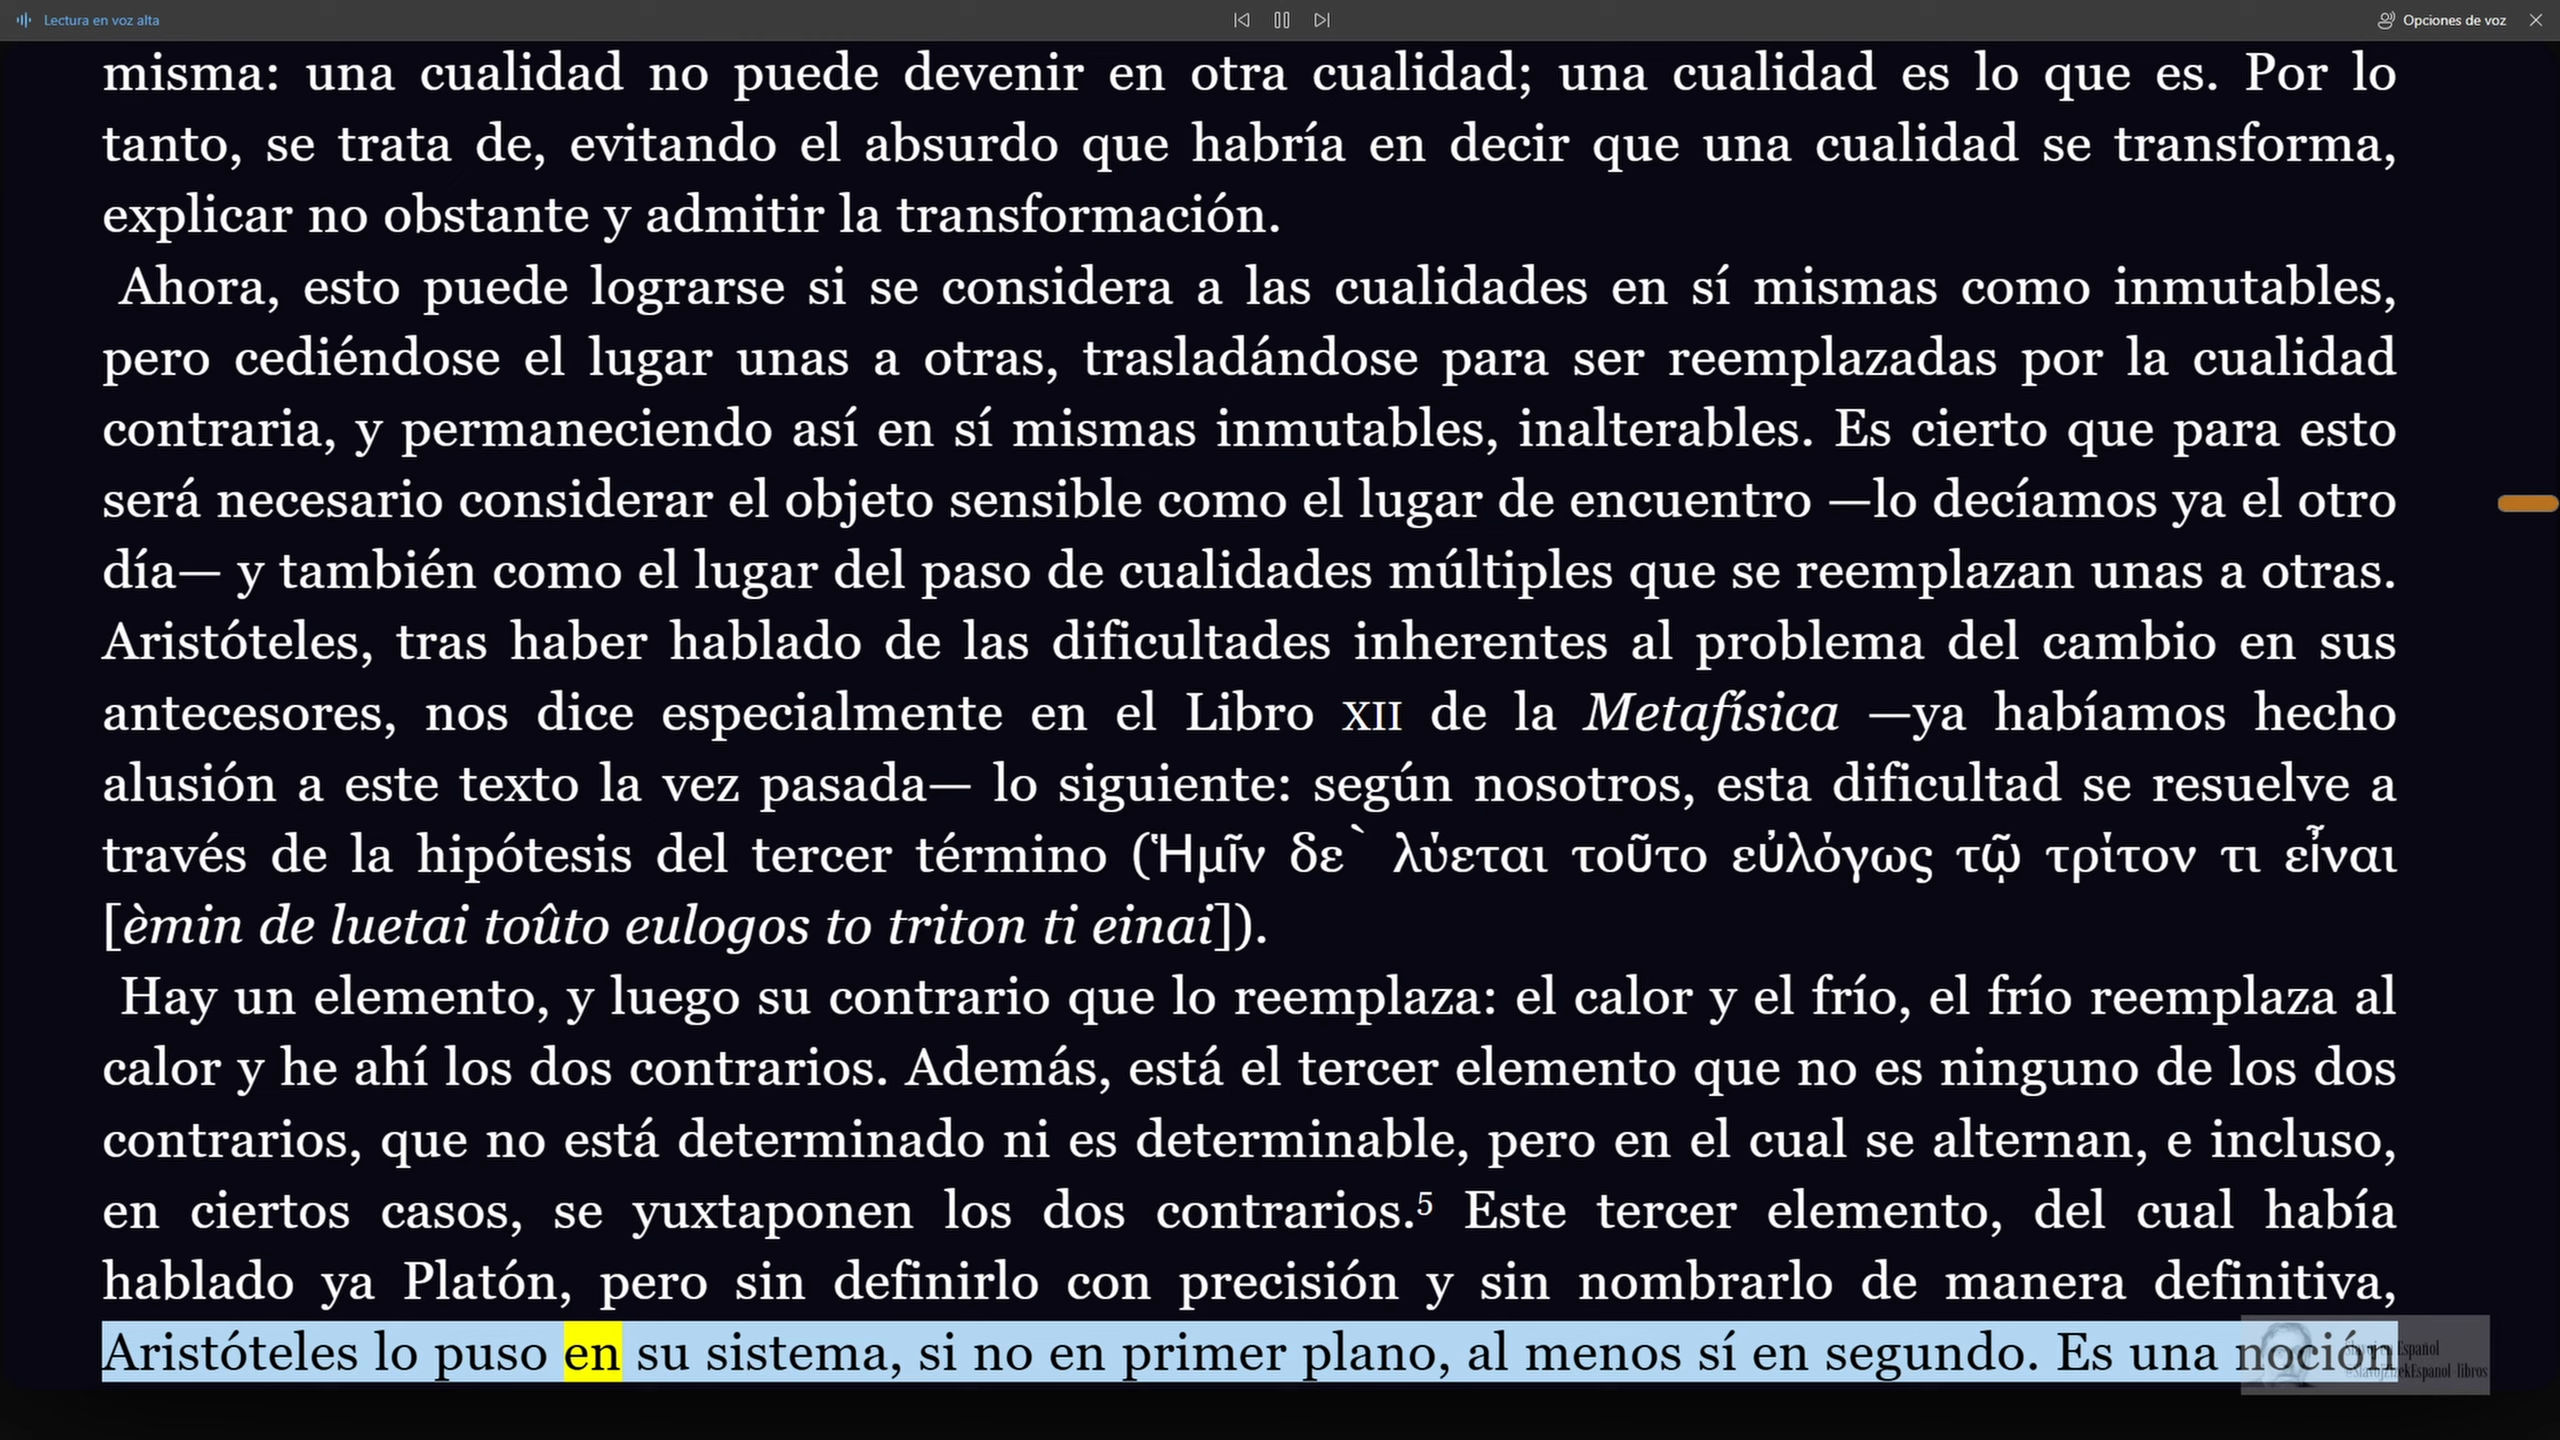 Lectura en voz alta
Opciones de voz
misma: una cualidad no puede devenir en otra cualidad; una cualidad es lo que es. Por lo
tanto, se trata de, evitando el absurdo que habría en decir que una cualidad se transforma,
explicar no obstante y admitir la transformación.
Ahora, esto puede lograrse si se considera a las cualidades en sí mismas como inmutables,
pero cediéndose el lugar unas a otras, trasladándose para ser reemplazadas por la cualidad
contraria, y permaneciendo así en sí mismas inmutables, inalterables. Es cierto que para esto
será necesario considerar el objeto sensible como el lugar de encuentro —lo decíamos ya el otro
día— y también como el lugar del paso de cualidades múltiples que se reemplazan unas a otras.
Aristóteles, tras haber hablado de las dificultades inherentes al problema del cambio en sus
antecesores, nos dice especialmente en el Libro XII de la Metafísica —ya habíamos hecho
alusión a este texto la vez pasada— lo siguiente: según nosotros, esta dificultad se resuelve a
través de la hipótesis del tercer término (Ἡμῖν δε` λύεται τοῦτο εὐλόγως τῷ τρίτον τι εἶναι
[èmin de luetai toûto eulogos to triton ti einai]).
Hay un elemento, y luego su contrario que lo reemplaza: el calor y el frío, el frío reemplaza al
calor y he ahí los dos contrarios. Además, está el tercer elemento que no es ninguno de los dos
contrarios, que no está determinado ni es determinable, pero en el cual se alternan, e incluso,
en ciertos casos, se yuxtaponen los dos contrarios.5 Este tercer elemento, del cual había
hablado ya Platón, pero sin definirlo con precisión y sin nombrarlo de manera definitiva,
Aristóteles lo puso en su sistema, si no en primer plano, al menos sí en segundo. Es una noción
Slavoj en Español
@SlavojZizekEspanol libros